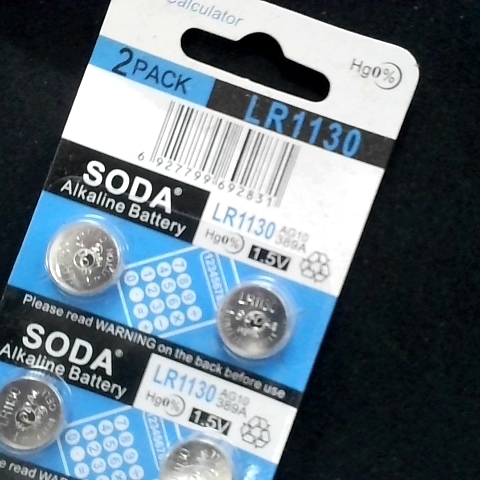 Calculator
Hg0%
2PACK
LR1130
6 927799 692831
SODA®
Alkaline Battery
LR1130 AG10
389A
Hg0% 1.5V
Please read WARNING on the back before use
SODA®
Alkaline Battery
LR1130 AG10
389A
Hg0% 1.5V
LR1130